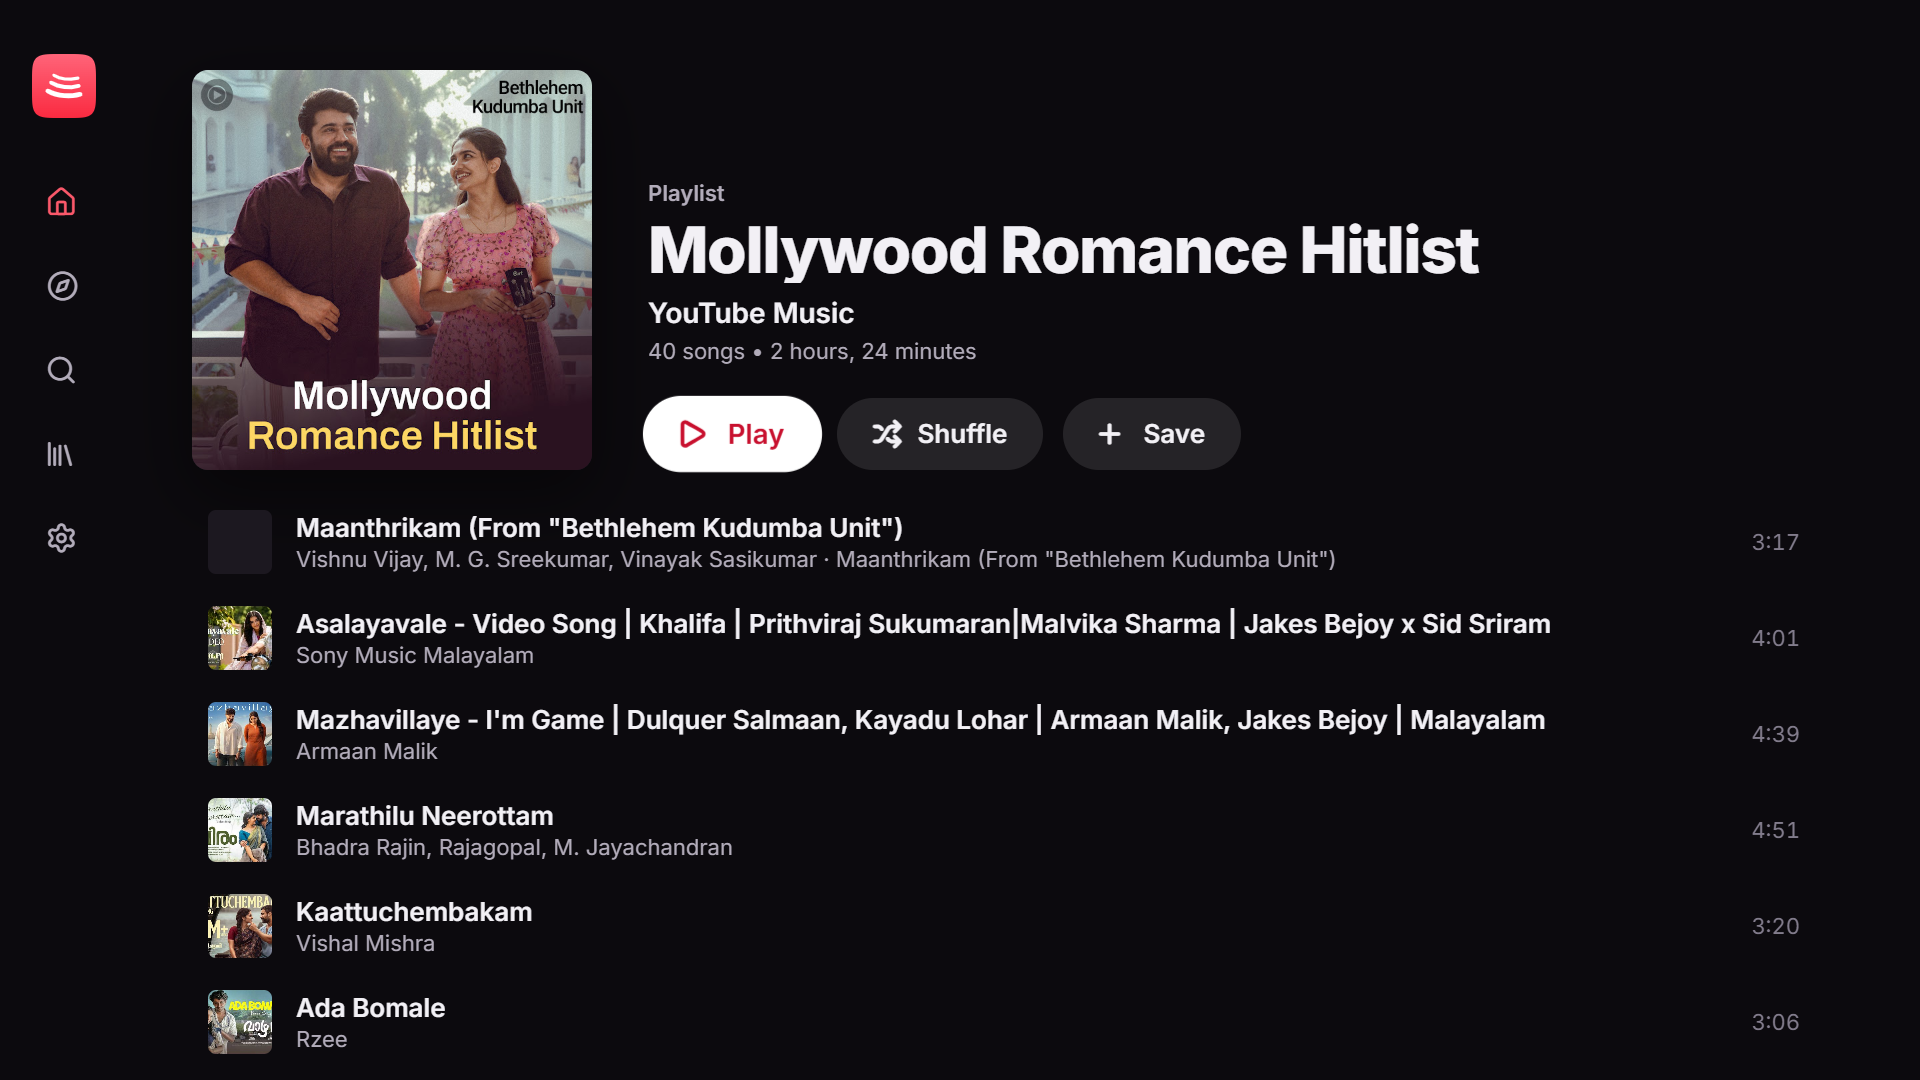 Bethlehem
Kudumba Unit
Mollywood
Romance Hitlist
Playlist
Mollywood Romance Hitlist
YouTube Music
40 songs • 2 hours, 24 minutes
Play
Shuffle
Save
Maanthrikam (From "Bethlehem Kudumba Unit")
Vishnu Vijay, M. G. Sreekumar, Vinayak Sasikumar · Maanthrikam (From "Bethlehem Kudumba Unit")
3:17
Asalayavale - Video Song | Khalifa | Prithviraj Sukumaran|Malvika Sharma | Jakes Bejoy x Sid Sriram
Sony Music Malayalam
4:01
Mazhavillaye - I'm Game | Dulquer Salmaan, Kayadu Lohar | Armaan Malik, Jakes Bejoy | Malayalam
Armaan Malik
4:39
Marathilu Neerottam
Bhadra Rajin, Rajagopal, M. Jayachandran
4:51
Kaattuchembakam
Vishal Mishra
3:20
ADA BOM
Ada Bomale
Rzee
3:06